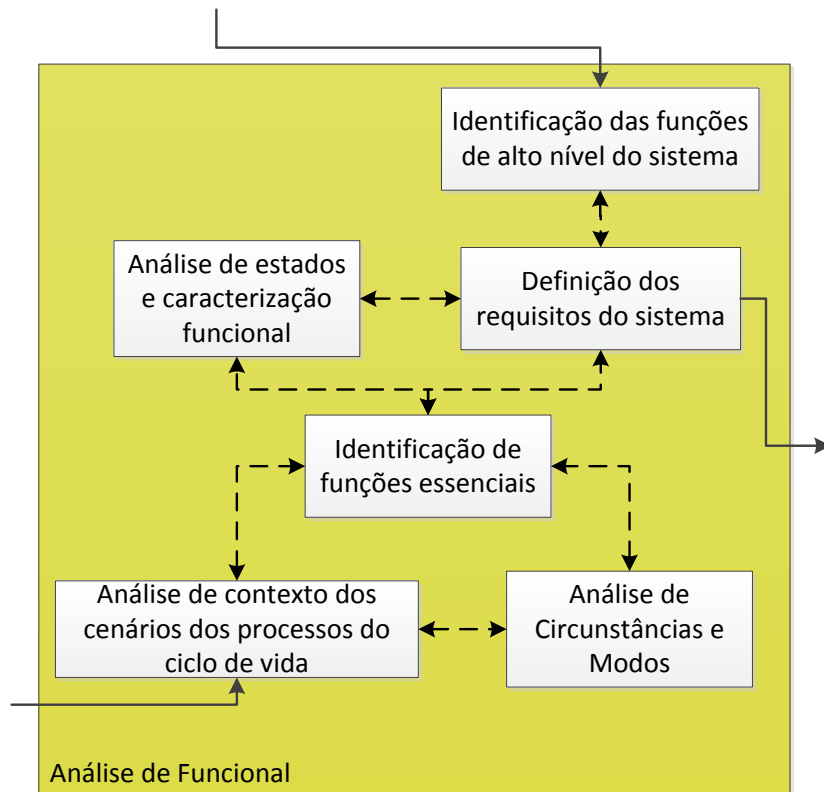 Identificação das funções
de alto nível do sistema
Análise de estados
e caracterização
funcional
Definição dos
requisitos do sistema
Identificação de
funções essenciais
Análise de contexto dos
cenários dos processos do
ciclo de vida
Análise de
Circunstâncias e
Modos
Análise de Funcional